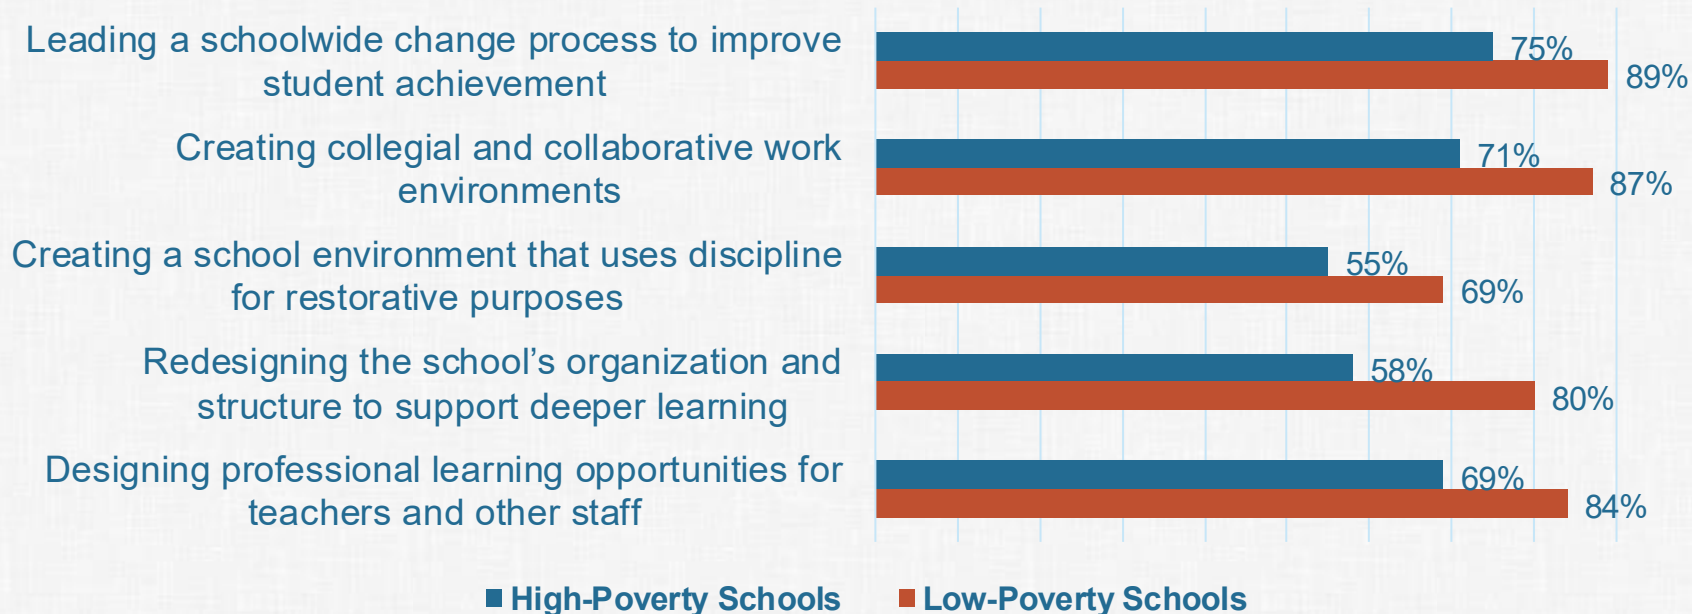 Leading a schoolwide change process to improve
student achievement
75%
89%
Creating collegial and collaborative work
environments
71%
87%
Creating a school environment that uses discipline
for restorative purposes
55%
69%
Redesigning the school’s organization and
structure to support deeper learning
58%
80%
Designing professional learning opportunities for
teachers and other staff
69%
84%
High-Poverty Schools
Low-Poverty Schools